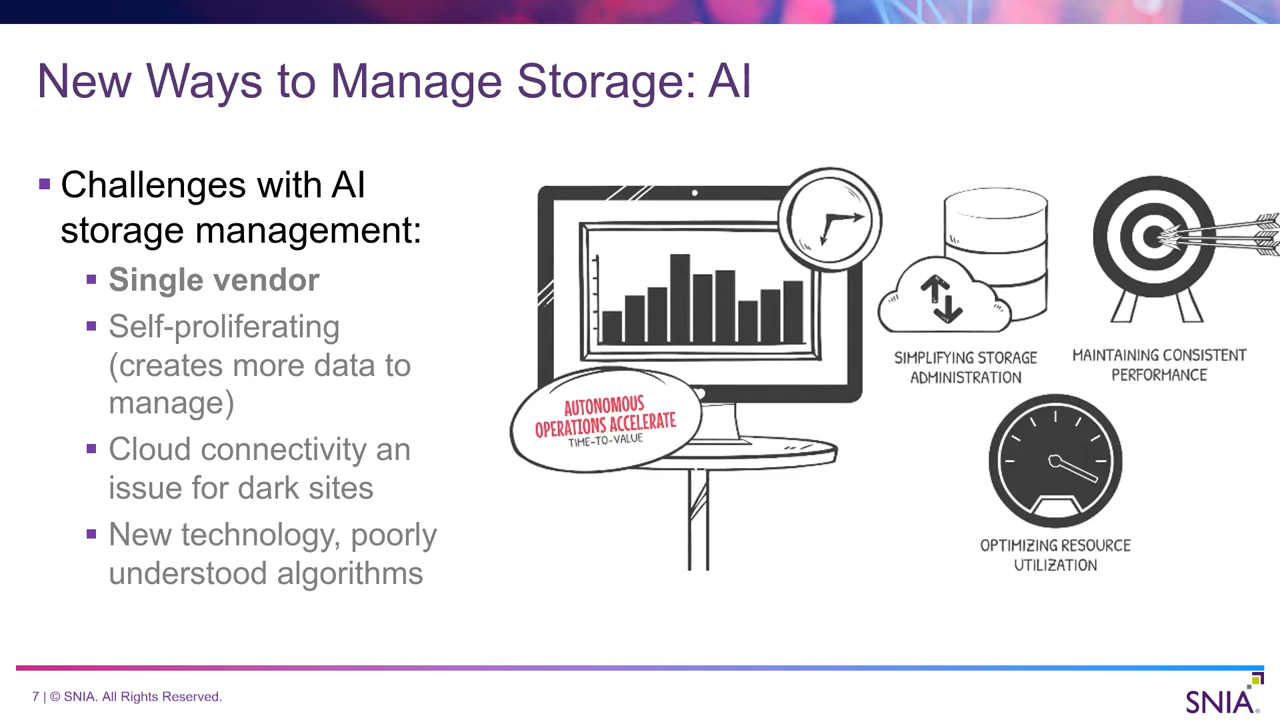 New Ways to Manage Storage: AI
Challenges with AI
storage management:
Single vendor
Self-proliferating
(creates more data to
manage)
Cloud connectivity an
issue for dark sites
New technology, poorly
understood algorithms
AUTONOMOUS
OPERATIONS ACCELERATE
TIME-TO-VALUE
SIMPLIFYING STORAGE
ADMINISTRATION
MAINTAINING CONSISTENT
PERFORMANCE
OPTIMIZING RESOURCE
UTILIZATION
7 | © SNIA. All Rights Reserved.
SNIA®